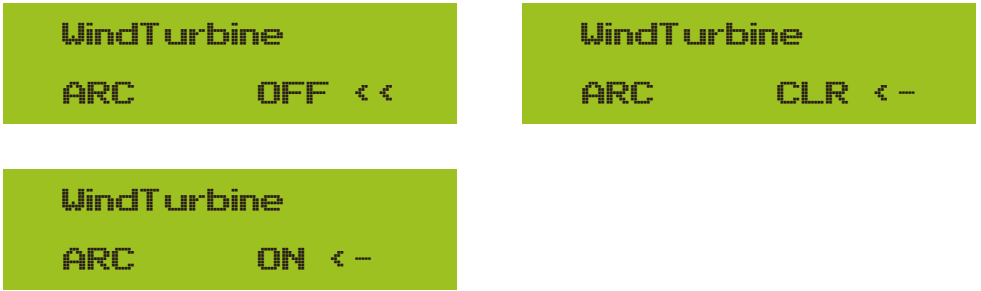 WindTurbine
ARC OFF <<
WindTurbine
ARC CLR <-
WindTurbine
ARC ON <-